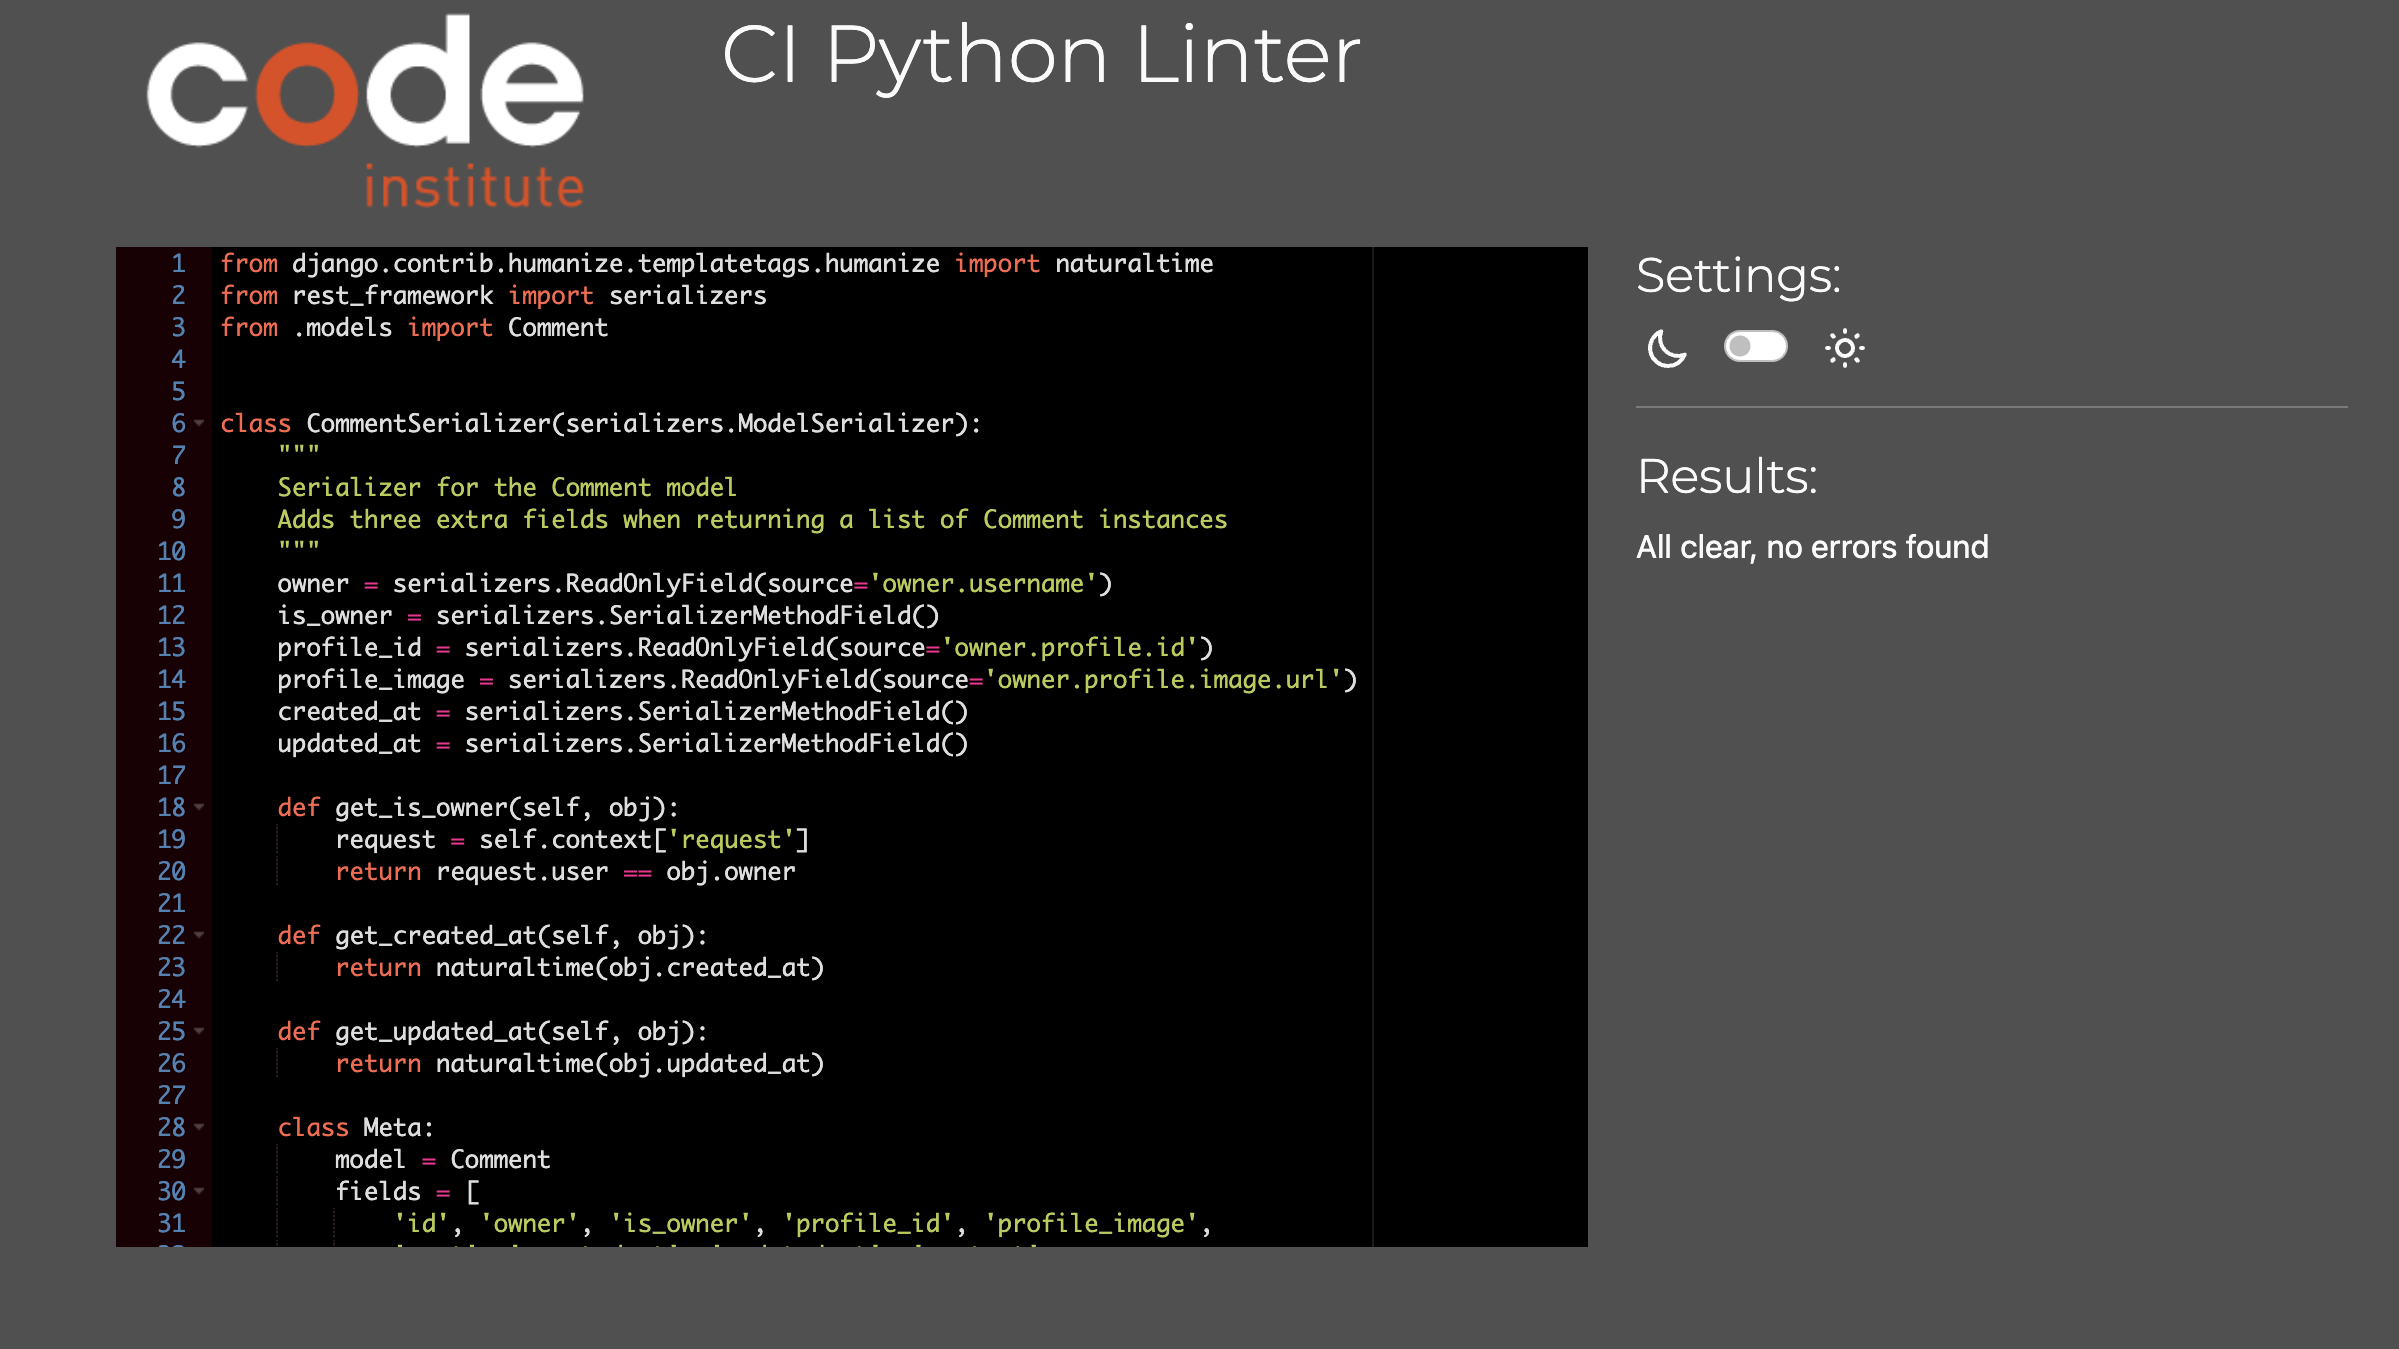 code
institute
CI Python Linter
1 from django.contrib.humanize.templatetags.humanize import naturaltime
2 from rest_framework import serializers
3 from .models import Comment
4
5
6 class CommentSerializer(serializers.ModelSerializer):
7     """
8     Serializer for the Comment model
9     Adds three extra fields when returning a list of Comment instances
10     """
11     owner = serializers.ReadOnlyField(source='owner.username')
12     is_owner = serializers.SerializerMethodField()
13     profile_id = serializers.ReadOnlyField(source='owner.profile.id')
14     profile_image = serializers.ReadOnlyField(source='owner.profile.image.url')
15     created_at = serializers.SerializerMethodField()
16     updated_at = serializers.SerializerMethodField()
17
18     def get_is_owner(self, obj):
19         request = self.context['request']
20         return request.user == obj.owner
21
22     def get_created_at(self, obj):
23         return naturaltime(obj.created_at)
24
25     def get_updated_at(self, obj):
26         return naturaltime(obj.updated_at)
27
28     class Meta:
29         model = Comment
30         fields = [
31             'id', 'owner', 'is_owner', 'profile_id', 'profile_image',
Settings:
Results:
All clear, no errors found